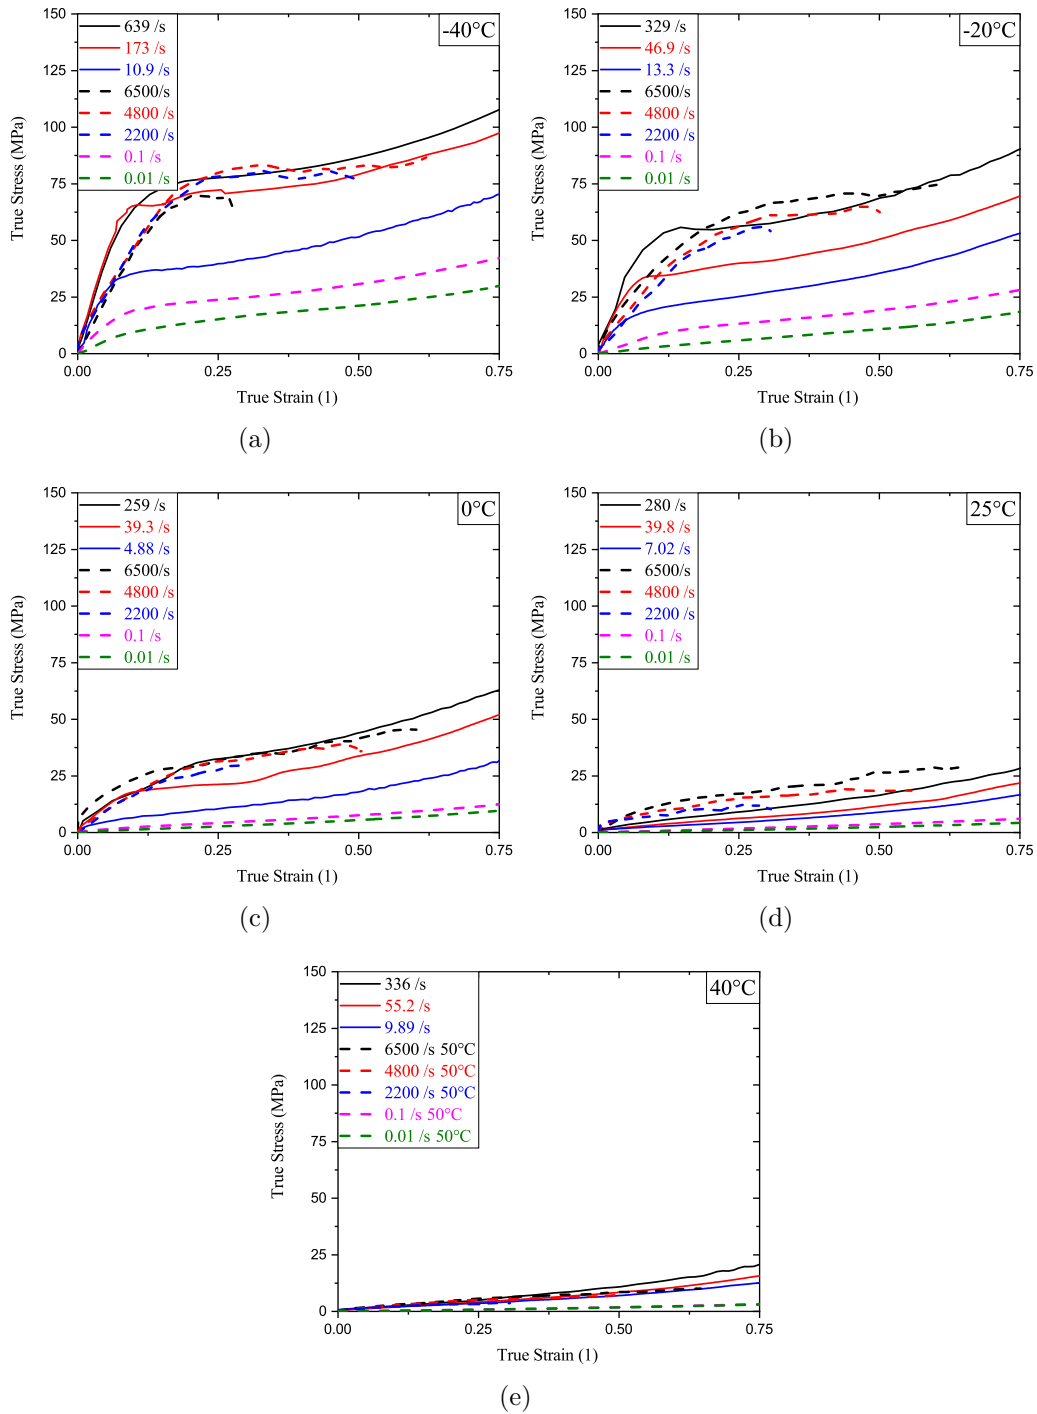 150
125
100
75
50
25
0
True Stress (MPa)
639 /s
173 /s
10.9 /s
6500/s
4800 /s
2200 /s
0.1 /s
0.01 /s
-40°C
0.00
0.25
0.50
0.75
True Strain (1)
(a)
150
125
100
75
50
25
0
True Stress (MPa)
329 /s
46.9 /s
13.3 /s
6500/s
4800 /s
2200 /s
0.1 /s
0.01 /s
-20°C
0.00
0.25
0.50
0.75
True Strain (1)
(b)
150
125
100
75
50
25
0
True Stress (MPa)
259 /s
39.3 /s
4.88 /s
6500/s
4800 /s
2200 /s
0.1 /s
0.01 /s
0°C
0.00
0.25
0.50
0.75
True Strain (1)
(c)
150
125
100
75
50
25
0
True Stress (MPa)
280 /s
39.8 /s
7.02 /s
6500/s
4800 /s
2200 /s
0.1 /s
0.01 /s
25°C
0.00
0.25
0.50
0.75
True Strain (1)
(d)
150
125
100
75
50
25
0
True Stress (MPa)
336 /s
55.2 /s
9.89 /s
6500 /s 50°C
4800 /s 50°C
2200 /s 50°C
0.1 /s 50°C
0.01 /s 50°C
40°C
0.00
0.25
0.50
0.75
True Strain (1)
(e)